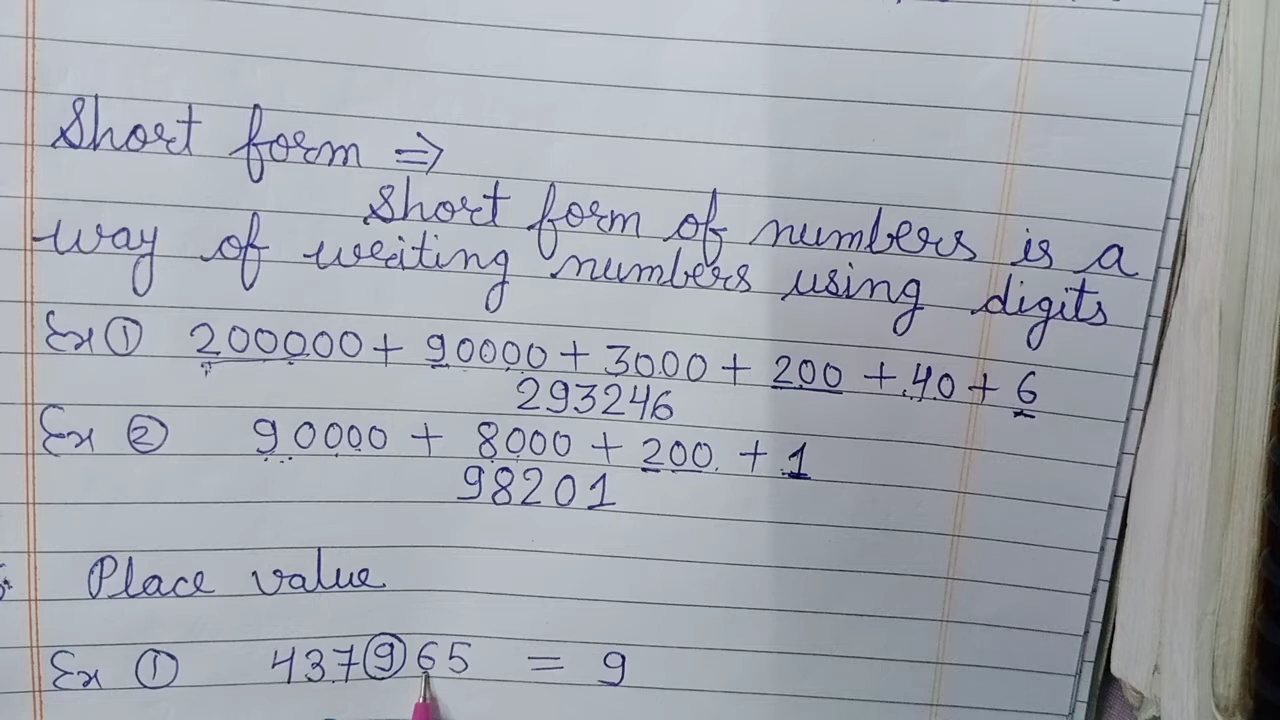 Short form ⇒
Short form of numbers is a
way of writing numbers using digits
Ex ① 200000 + 90000 + 3000 + 200 + 40 + 6
293246
Ex ② 90000 + 8000 + 200 + 1
98201
Place value
Ex ① 437965 = 9